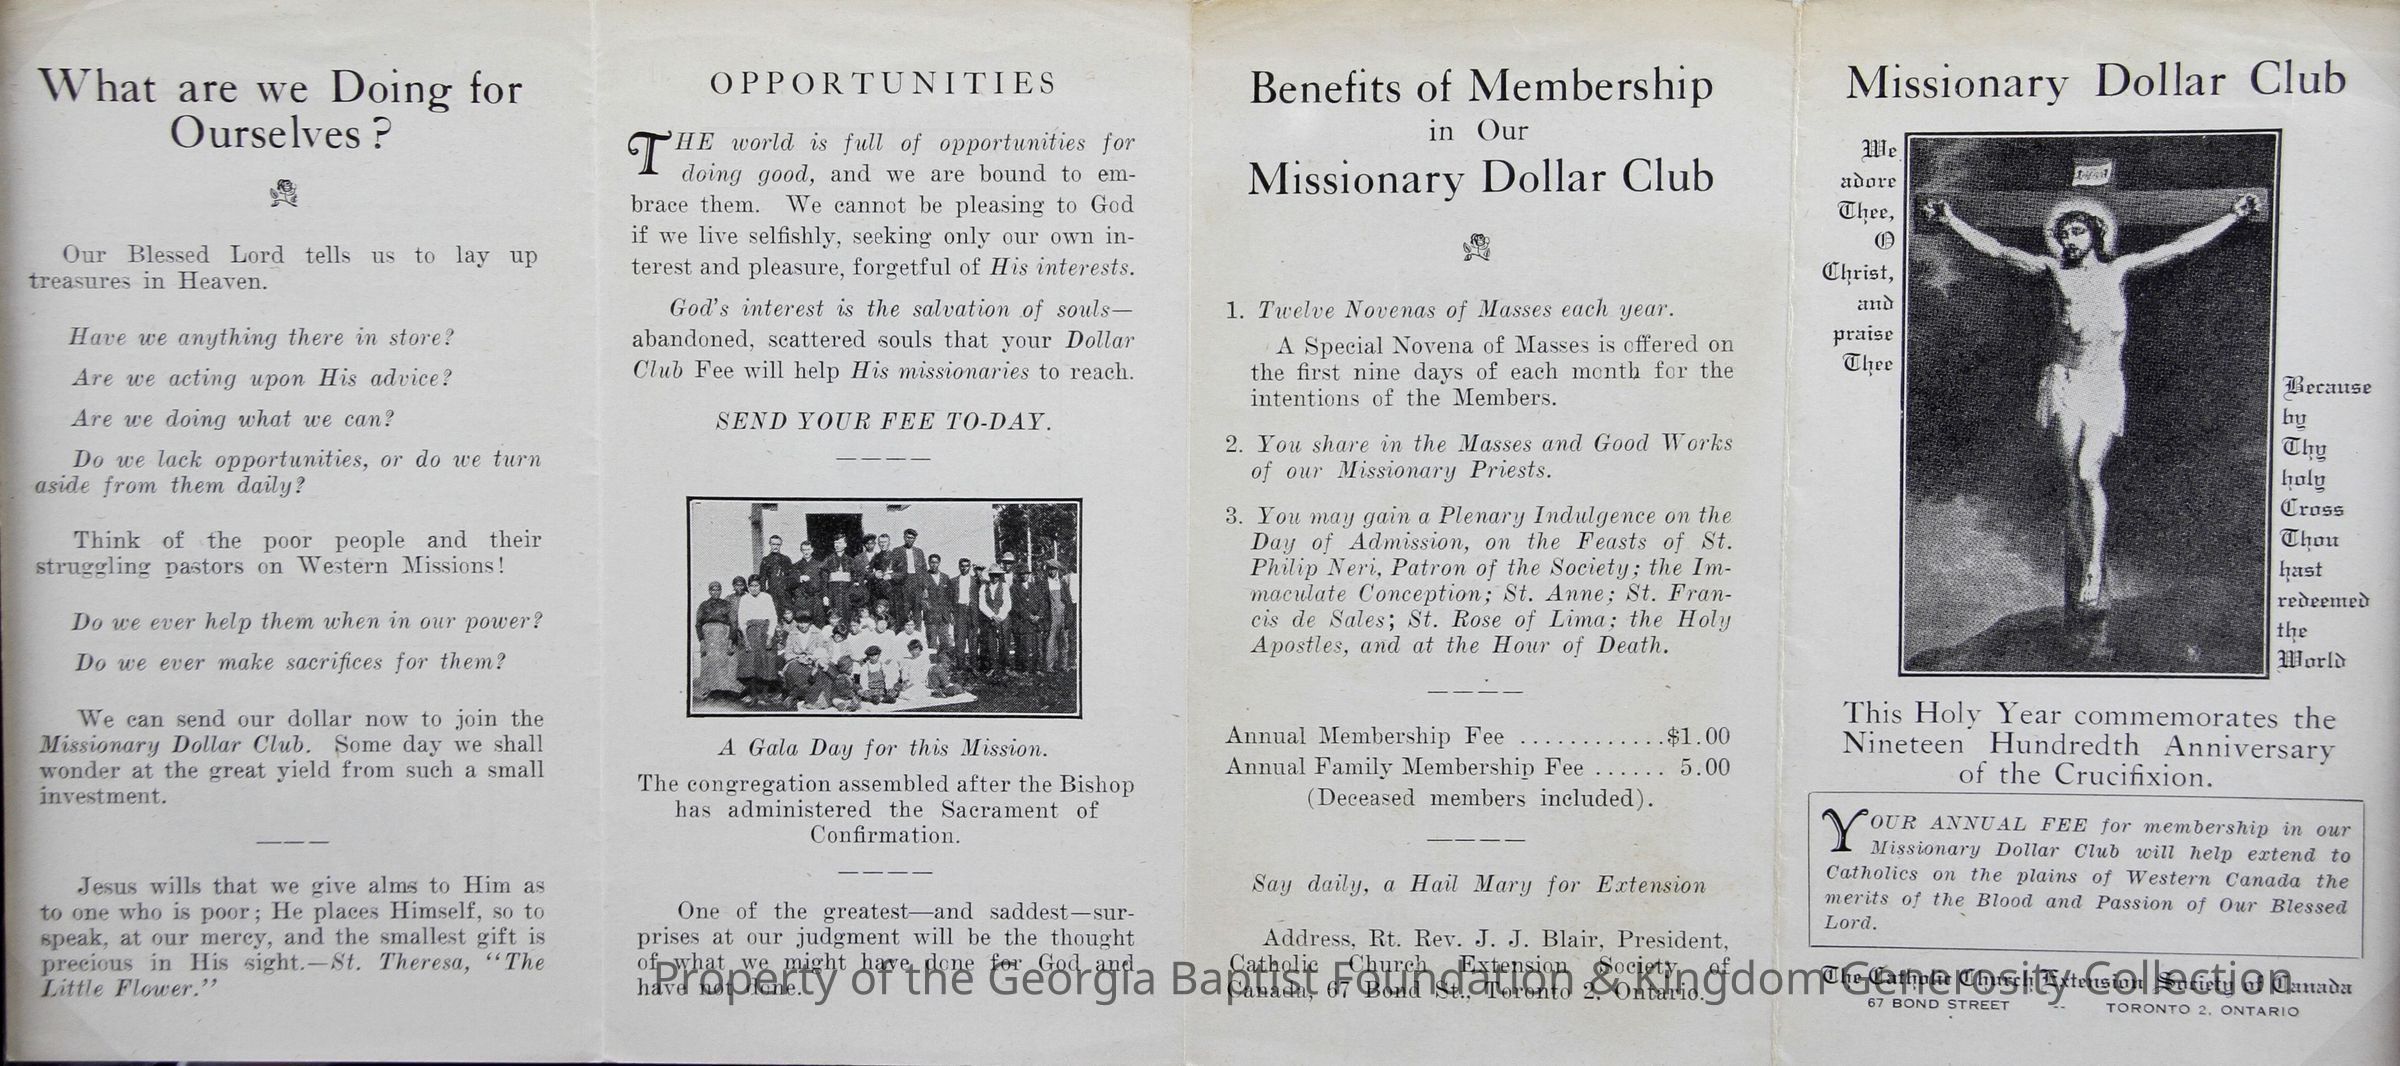 What are we Doing for
Ourselves ?
Our Blessed Lord tells us to lay up
treasures in Heaven.
Have we anything there in store?
Are we acting upon His advice?
Are we doing what we can?
Do we lack opportunities, or do we turn
aside from them daily?
Think of the poor people and their
struggling pastors on Western Missions!
Do we ever help them when in our power?
Do we ever make sacrifices for them?
We can send our dollar now to join the
Missionary Dollar Club. Some day we shall
wonder at the great yield from such a small
investment.
Jesus wills that we give alms to Him as
to one who is poor; He places Himself, so to
speak, at our mercy, and the smallest gift is
precious in His sight.—St. Theresa, “The
Little Flower.”
OPPORTUNITIES
THE world is full of opportunities for
doing good, and we are bound to em-
brace them. We cannot be pleasing to God
if we live selfishly, seeking only our own in-
terest and pleasure, forgetful of His interests.
God's interest is the salvation of souls—
abandoned, scattered souls that your Dollar
Club Fee will help His missionaries to reach.
SEND YOUR FEE TO-DAY.
A Gala Day for this Mission.
The congregation assembled after the Bishop
has administered the Sacrament of
Confirmation.
One of the greatest—and saddest—sur-
prises at our judgment will be the thought
of what we might have done for God and
have not done.
Benefits of Membership
in Our
Missionary Dollar Club
1. Twelve Novenas of Masses each year.
A Special Novena of Masses is offered on
the first nine days of each month for the
intentions of the Members.
2. You share in the Masses and Good Works
of our Missionary Priests.
3. You may gain a Plenary Indulgence on the
Day of Admission, on the Feasts of St.
Philip Neri, Patron of the Society; the Im-
maculate Conception; St. Anne; St. Fran-
cis de Sales; St. Rose of Lima; the Holy
Apostles, and at the Hour of Death.
Annual Membership Fee ............$1.00
Annual Family Membership Fee ...... 5.00
(Deceased members included).
Say daily, a Hail Mary for Extension
Address, Rt. Rev. J. J. Blair, President,
Catholic Church Extension Society of
Canada, 67 Bond St., Toronto 2, Ontario.
Missionary Dollar Club
We
adore
Thee,
O
Christ,
and
praise
Thee
Because
by
Thy
holy
Cross
Thou
hast
redeemed
the
World
This Holy Year commemorates the
Nineteen Hundredth Anniversary
of the Crucifixion.
YOUR ANNUAL FEE for membership in our
Missionary Dollar Club will help extend to
Catholics on the plains of Western Canada the
merits of the Blood and Passion of Our Blessed
Lord.
The Catholic Church Extension Society of Canada
67 BOND STREET -- TORONTO 2, ONTARIO
Property of the Georgia Baptist Foundation & Kingdom Generosity Collection